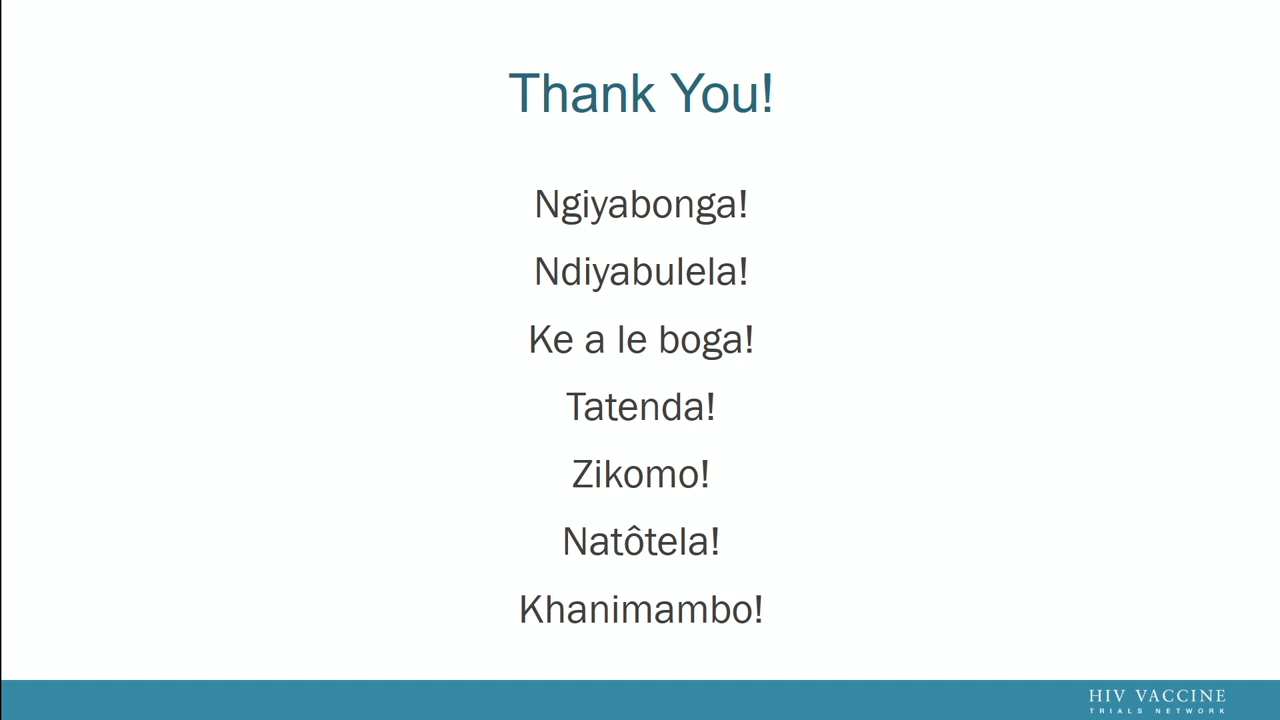 Thank You!
Ngiyabonga!
Ndiyabulela!
Ke a le boga!
Tatenda!
Zikomo!
Natôtela!
Khanimambo!
HIV VACCINE
TRIALS NETWORK